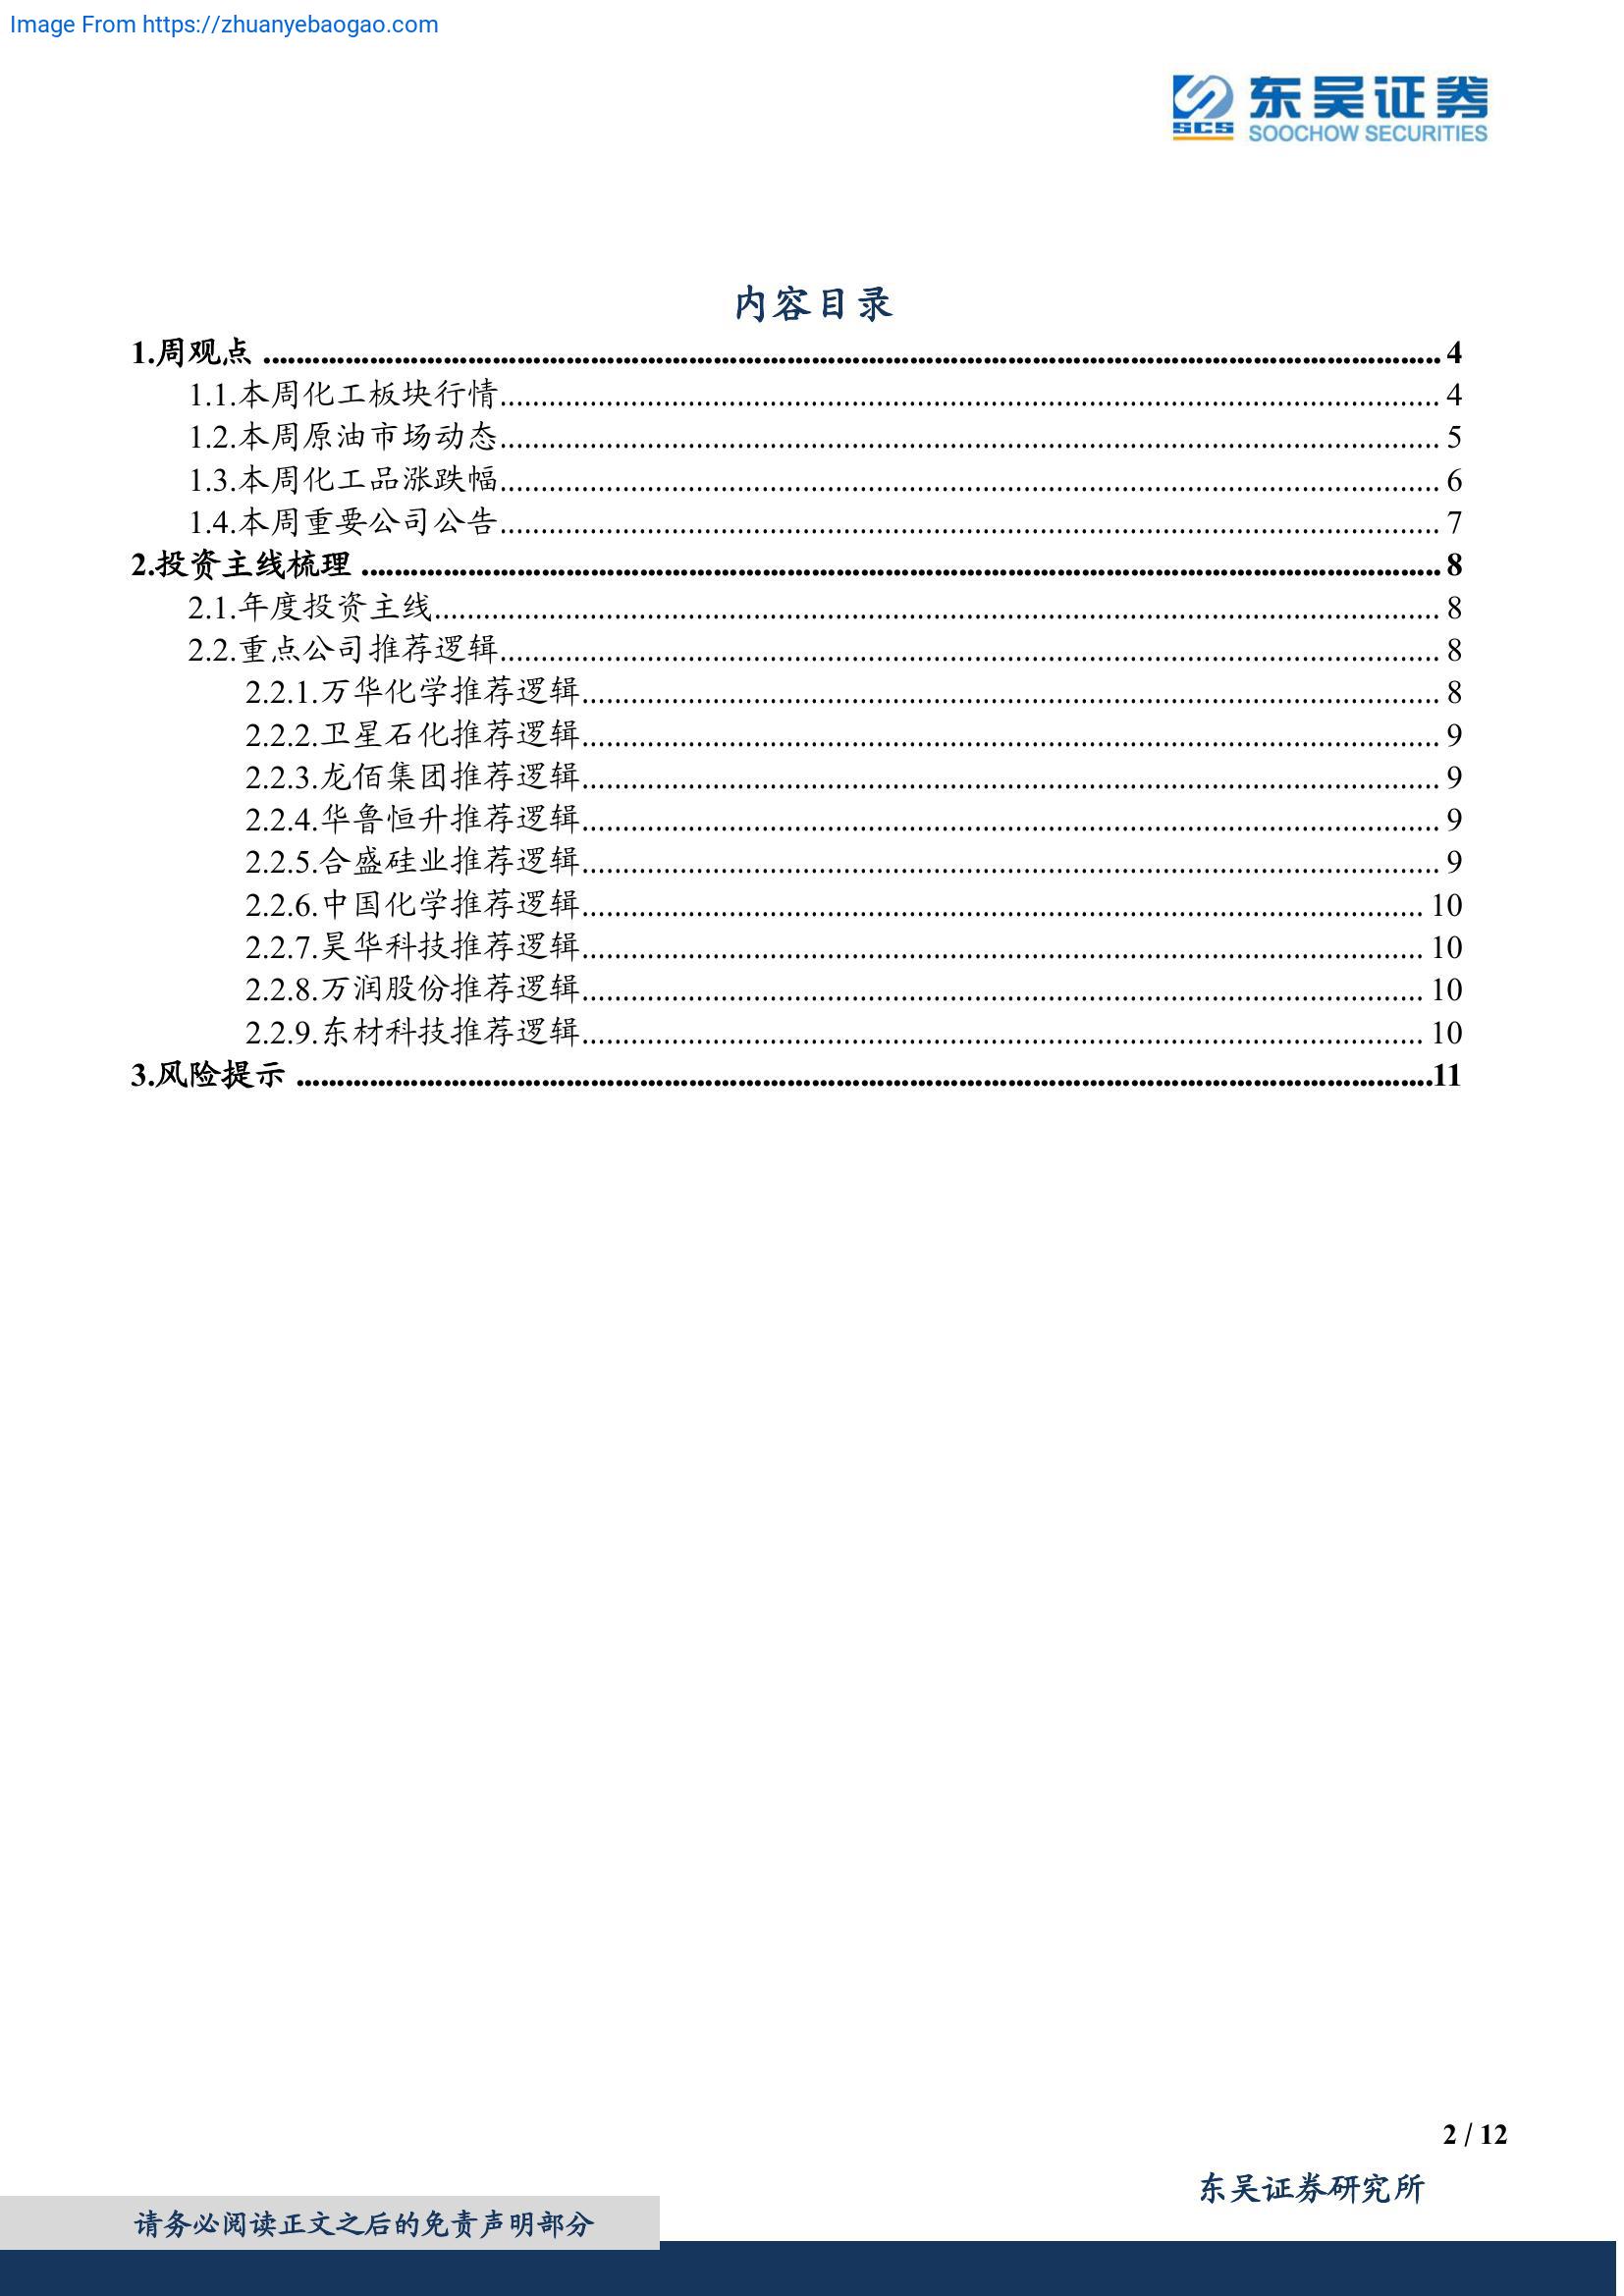 Image From https://zhuanyebaogao.com
SCS 东吴证券
SOOCHOW SECURITIES
内容目录
1.周观点 ........ 4
1.1.本周化工板块行情........ 4
1.2.本周原油市场动态........ 5
1.3.本周化工品涨跌幅........ 6
1.4.本周重要公司公告........ 7
2.投资主线梳理 ........ 8
2.1.年度投资主线........ 8
2.2.重点公司推荐逻辑........ 8
2.2.1.万华化学推荐逻辑........ 8
2.2.2.卫星石化推荐逻辑........ 9
2.2.3.龙佰集团推荐逻辑........ 9
2.2.4.华鲁恒升推荐逻辑........ 9
2.2.5.合盛硅业推荐逻辑........ 9
2.2.6.中国化学推荐逻辑........ 10
2.2.7.昊华科技推荐逻辑........ 10
2.2.8.万润股份推荐逻辑........ 10
2.2.9.东材科技推荐逻辑........ 10
3.风险提示 ........11
2 / 12
东吴证券研究所
请务必阅读正文之后的免责声明部分